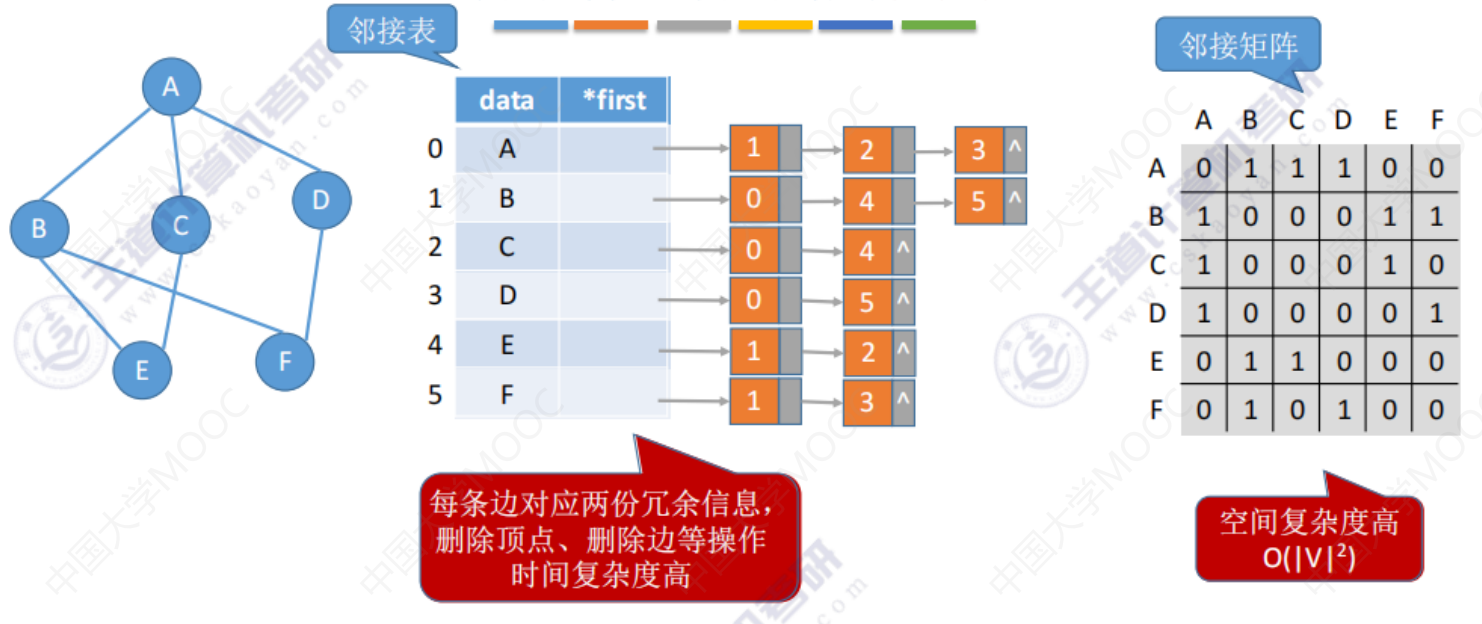 邻接表
邻接矩阵
A
B
C
D
E
F
data *first
0 A 1 2 3 ^
1 B 0 4 5 ^
2 C 0 4 ^
3 D 0 5 ^
4 E 1 2 ^
5 F 1 3 ^
每条边对应两份冗余信息，
删除顶点、删除边等操作
时间复杂度高
A B C D E F
A 0 1 1 1 0 0
B 1 0 0 0 1 1
C 1 0 0 0 1 0
D 1 0 0 0 0 1
E 0 1 1 0 0 0
F 0 1 0 1 0 0
空间复杂度高
O(|V|²)
王道计算机考研
www.cskaoyan.com
中国大学MOOC